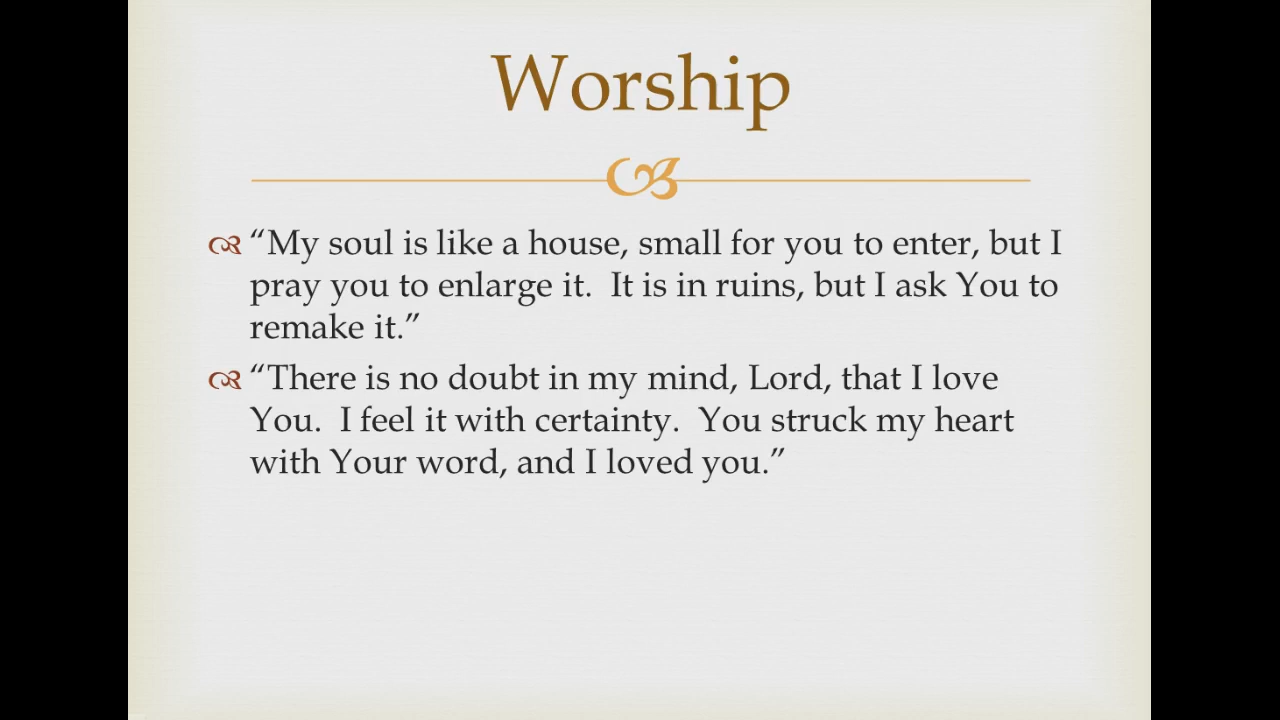 Worship
“My soul is like a house, small for you to enter, but I
pray you to enlarge it.  It is in ruins, but I ask You to
remake it.”
“There is no doubt in my mind, Lord, that I love
You.  I feel it with certainty.  You struck my heart
with Your word, and I loved you.”